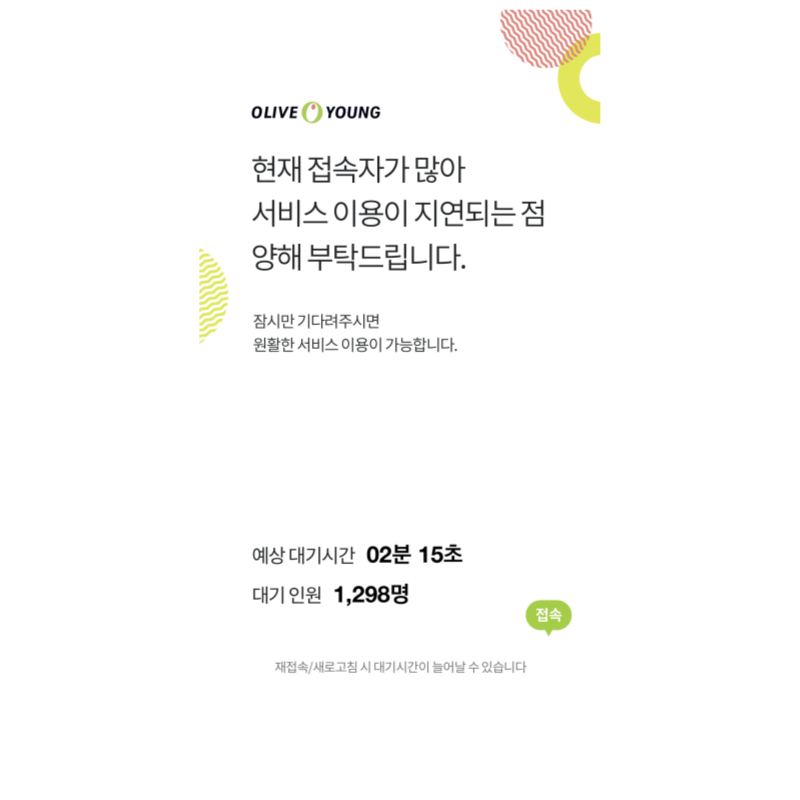 OLIVE YOUNG
현재 접속자가 많아
서비스 이용이 지연되는 점
양해 부탁드립니다.
잠시만 기다려주시면
원활한 서비스 이용이 가능합니다.
예상 대기시간 02분 15초
대기 인원 1,298명
접속
재접속/새로고침 시 대기시간이 늘어날 수 있습니다